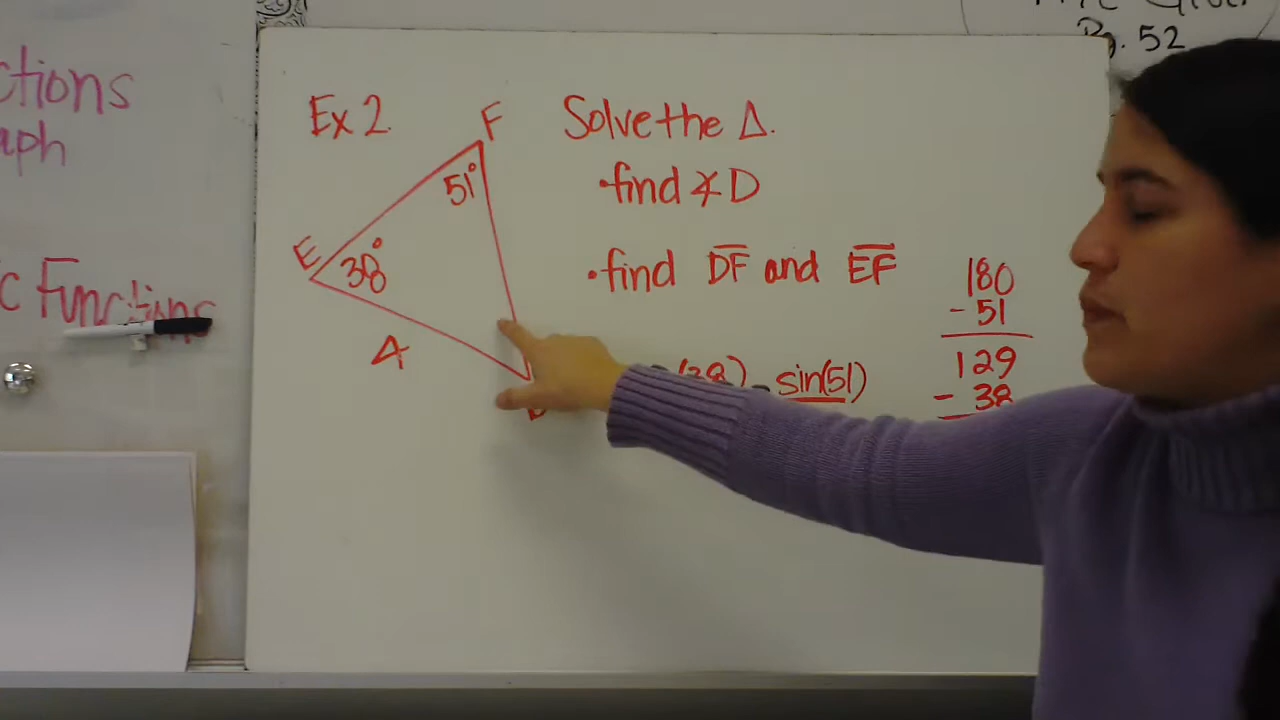 Pg. 52
ctions
aph
c Functions
Ex 2.
F
51°
E
38°
4
Solve the Δ.
•find ∡D
•find DF and EF
sin(51)
180
- 51
129
- 38